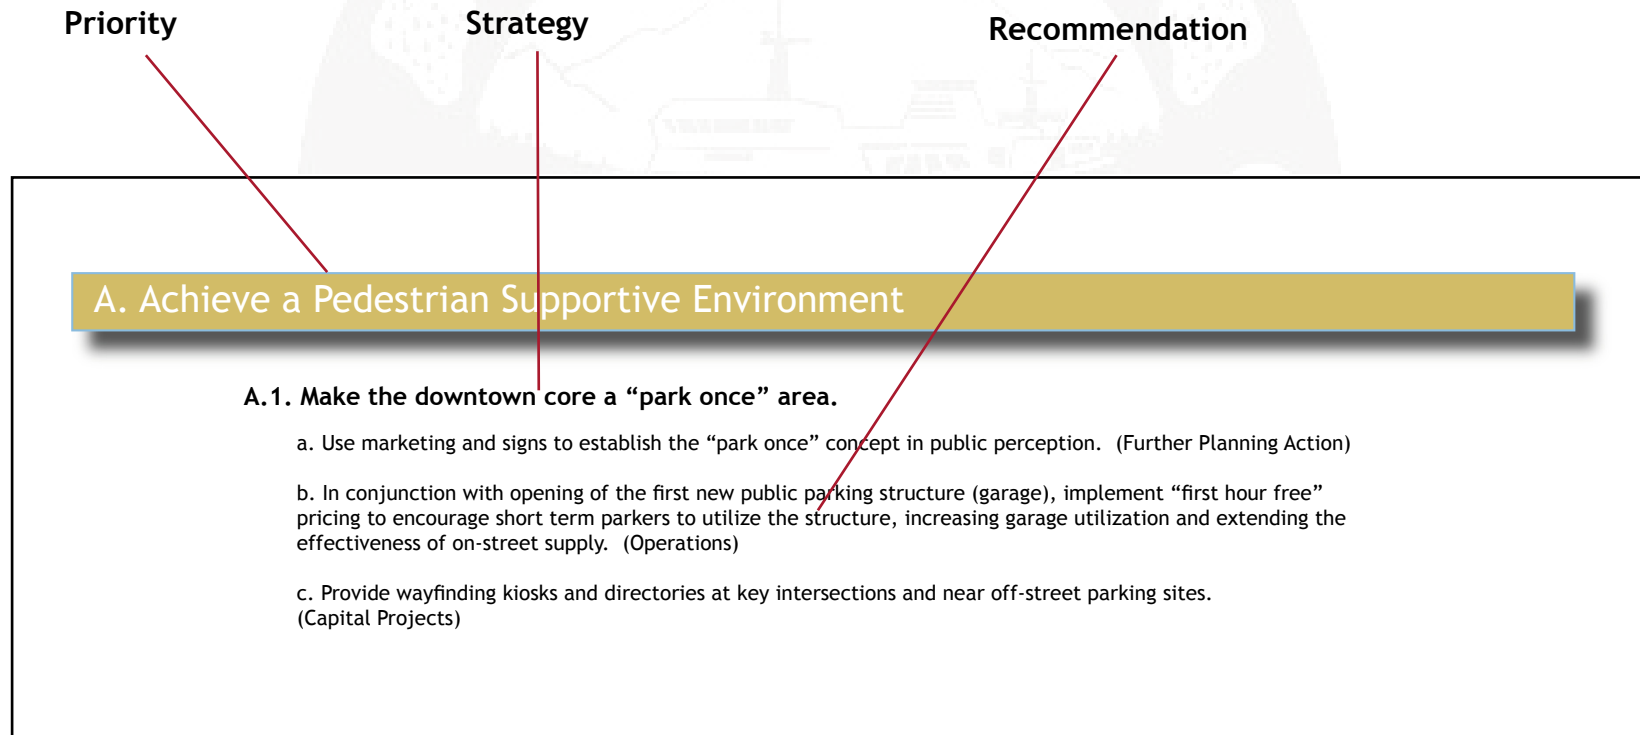 Priority
Strategy
Recommendation
A. Achieve a Pedestrian Supportive Environment
A.1. Make the downtown core a “park once” area.
a. Use marketing and signs to establish the “park once” concept in public perception.  (Further Planning Action)
b. In conjunction with opening of the first new public parking structure (garage), implement “first hour free”
pricing to encourage short term parkers to utilize the structure, increasing garage utilization and extending the
effectiveness of on-street supply.  (Operations)
c. Provide wayfinding kiosks and directories at key intersections and near off-street parking sites.
(Capital Projects)